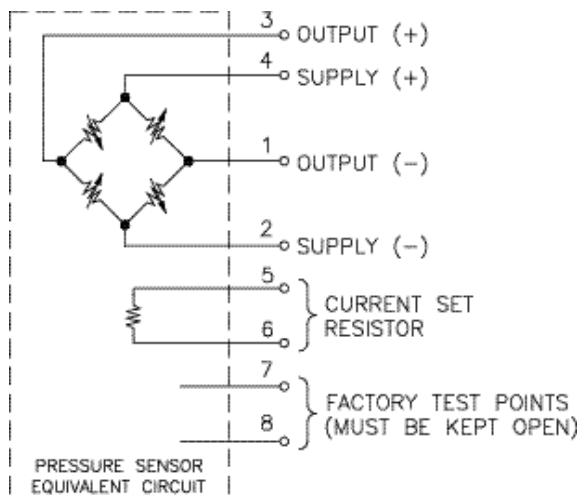 3 OUTPUT (+)
4 SUPPLY (+)
1 OUTPUT (-)
2 SUPPLY (-)
5
CURRENT SET
RESISTOR
6
7
FACTORY TEST POINTS
(MUST BE KEPT OPEN)
8
PRESSURE SENSOR
EQUIVALENT CIRCUIT